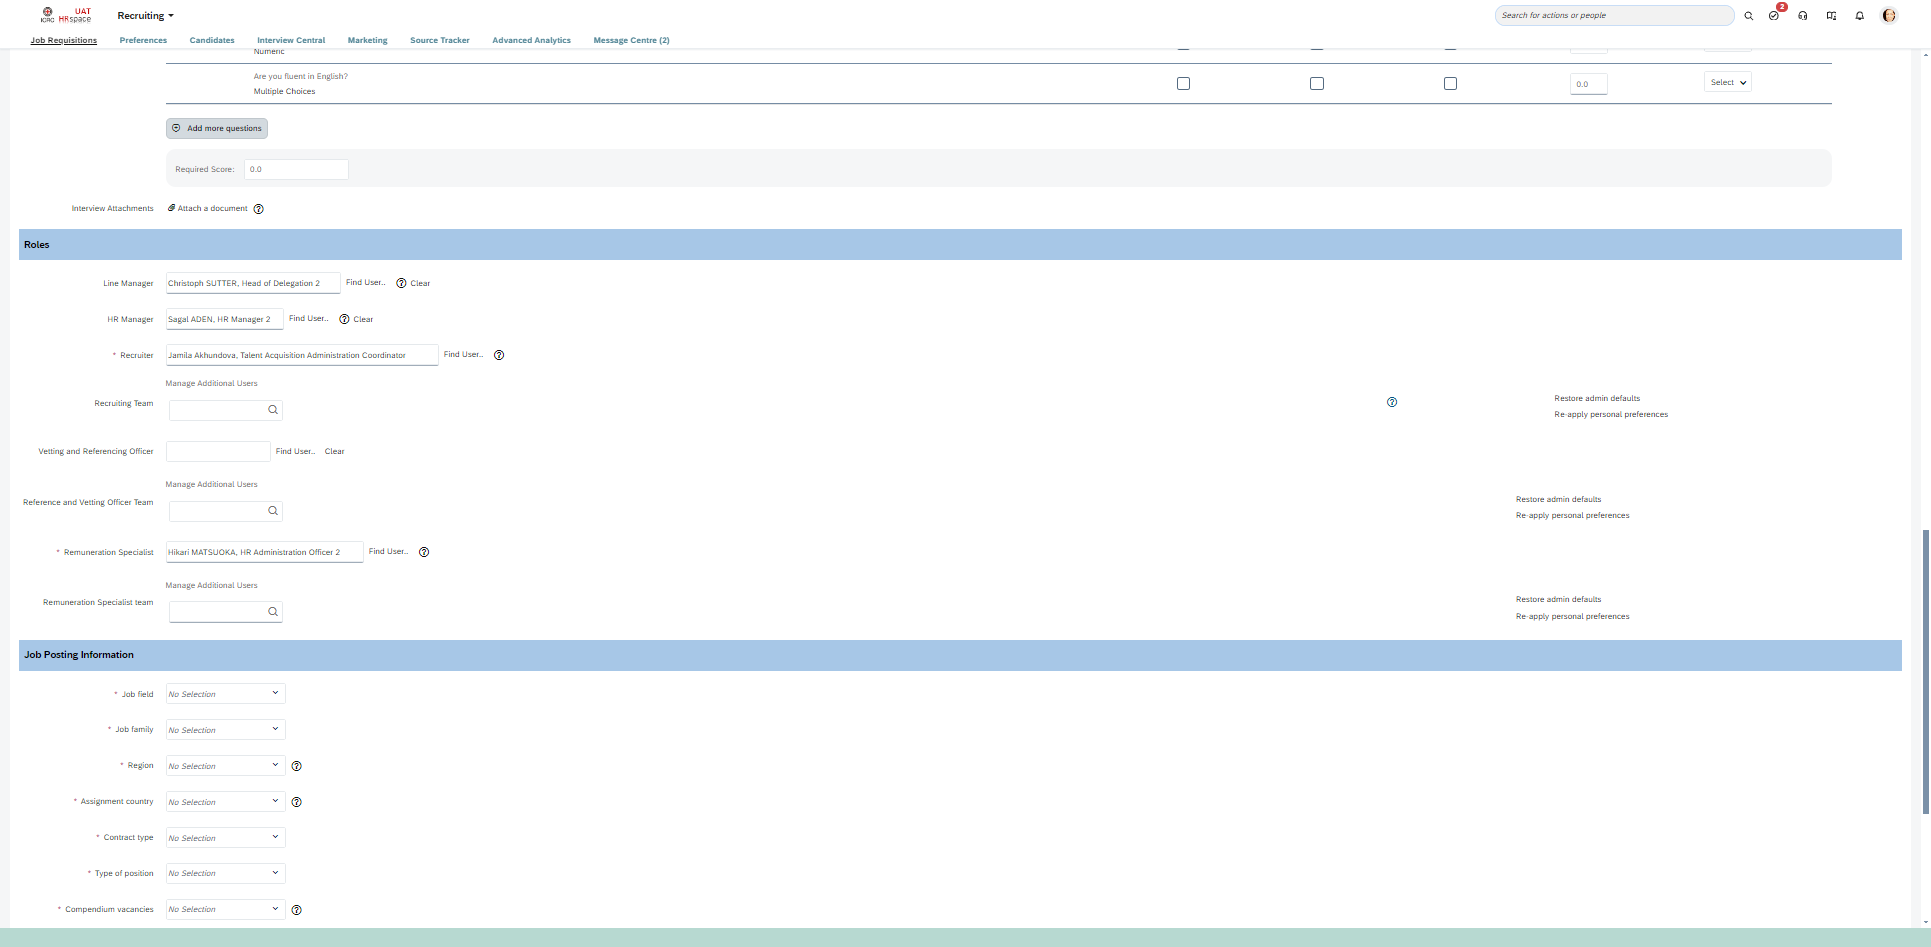 ICRC
UAT
HRspace
Recruiting
Search for actions or people
2
Job Requisitions
Preferences
Candidates
Interview Central
Marketing
Source Tracker
Advanced Analytics
Message Centre (2)
Numeric
Are you fluent in English?
Multiple Choices
0.0
Select
Add more questions
Required Score:
0.0
Interview Attachments
Attach a document
Roles
Line Manager
Christoph SUTTER, Head of Delegation 2
Find User..
Clear
HR Manager
Sagal ADEN, HR Manager 2
Find User..
Clear
* Recruiter
Jamila Akhundova, Talent Acquisition Administration Coordinator
Find User..
Manage Additional Users
Recruiting Team
Restore admin defaults
Re-apply personal preferences
Vetting and Referencing Officer
Find User..
Clear
Manage Additional Users
Reference and Vetting Officer Team
Restore admin defaults
Re-apply personal preferences
* Remuneration Specialist
Hikari MATSUOKA, HR Administration Officer 2
Find User..
Manage Additional Users
Remuneration Specialist team
Restore admin defaults
Re-apply personal preferences
Job Posting Information
* Job field
No Selection
* Job family
No Selection
* Region
No Selection
* Assignment country
No Selection
* Contract type
No Selection
* Type of position
No Selection
* Compendium vacancies
No Selection